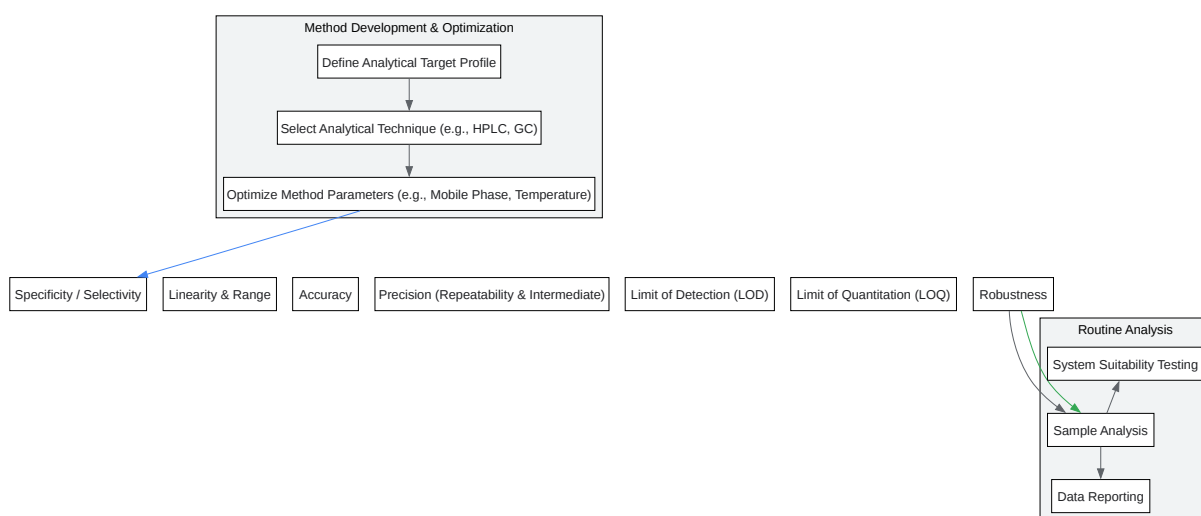 Method Development & Optimization
Define Analytical Target Profile
Select Analytical Technique (e.g., HPLC, GC)
Optimize Method Parameters (e.g., Mobile Phase, Temperature)
Specificity / Selectivity
Linearity & Range
Accuracy
Precision (Repeatability & Intermediate)
Limit of Detection (LOD)
Limit of Quantitation (LOQ)
Robustness
Routine Analysis
System Suitability Testing
Sample Analysis
Data Reporting